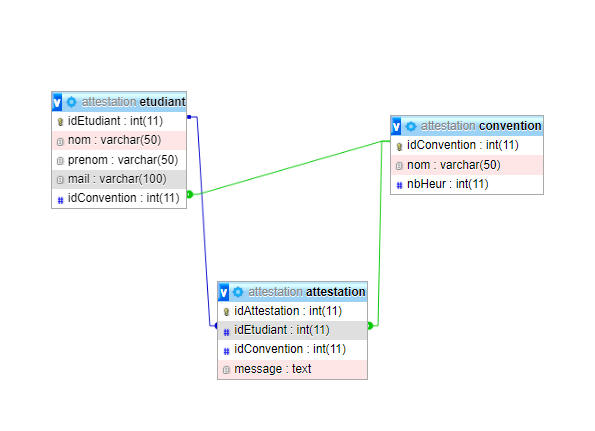 v attestation etudiant
idEtudiant : int(11)
nom : varchar(50)
prenom : varchar(50)
mail : varchar(100)
# idConvention : int(11)
v attestation convention
idConvention : int(11)
nom : varchar(50)
# nbHeur : int(11)
v attestation attestation
idAttestation : int(11)
# idEtudiant : int(11)
# idConvention : int(11)
message : text